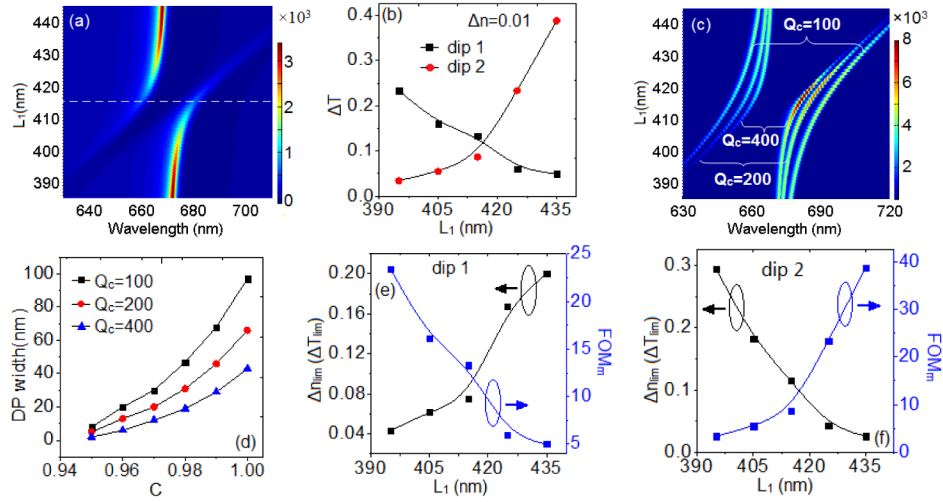 (a)
×10³
3
2
1
0
440
430
420
410
400
390
L₁(nm)
640
660
680
700
Wavelength (nm)
(b)
Δn=0.01
dip 1
dip 2
0.4
0.3
0.2
0.1
0.0
ΔT
390
405
420
435
L₁ (nm)
(c)
×10³
8
6
4
2
440
430
420
410
400
390
L₁(nm)
Qc=100
Qc=400
Qc=200
630
660
690
720
Wavelength (nm)
100
80
60
40
20
0
DP width(nm)
Qc=100
Qc=200
Qc=400
(d)
0.94
0.96
0.98
1.00
C
(e)
dip 1
0.20
0.16
0.12
0.08
0.04
Δnlim (ΔTlim)
25
20
15
10
5
FOMm
390
405
420
435
L₁ (nm)
dip 2
0.3
0.2
0.1
0.0
Δnlim (ΔTlim)
40
30
20
10
0
FOMm
(f)
390
405
420
435
L₁ (nm)